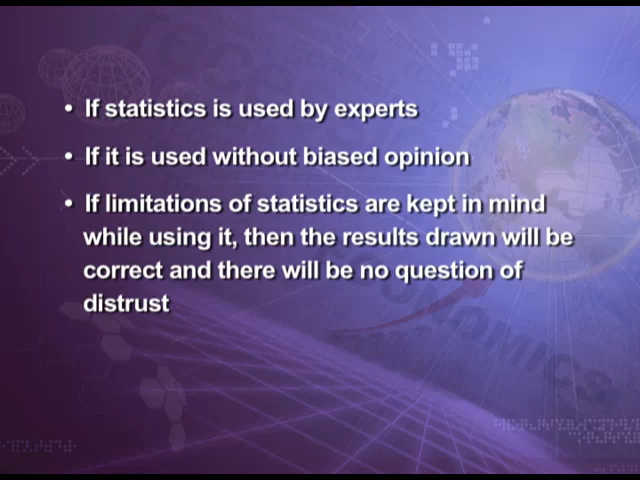 • If statistics is used by experts
• If it is used without biased opinion
• If limitations of statistics are kept in mind
while using it, then the results drawn will be
correct and there will be no question of
distrust